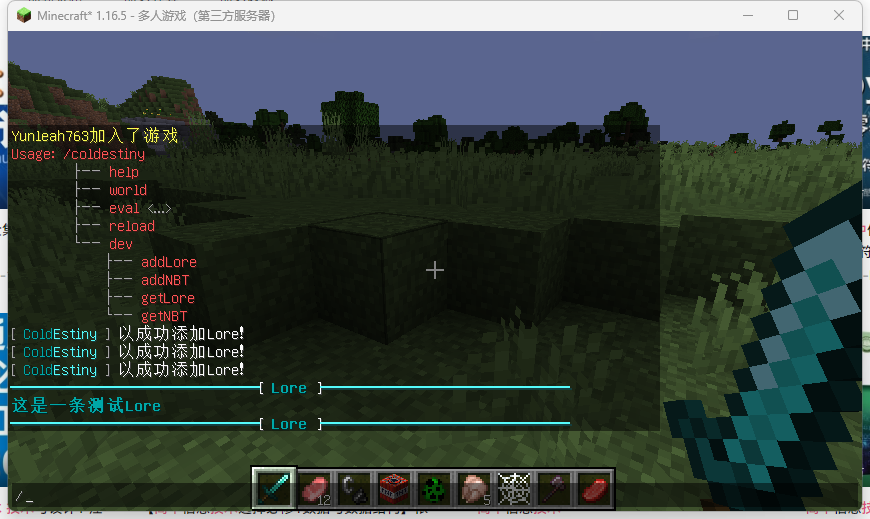 Minecraft* 1.16.5 - 多人游戏（第三方服务器）
Yunleah763加入了游戏
Usage: /coldestiny
├── help
├── world
├── eval <...>
├── reload
└── dev
├── addLore
├── addNBT
├── getLore
└── getNBT
[ ColdEstiny ] 以成功添加Lore!
[ ColdEstiny ] 以成功添加Lore!
[ ColdEstiny ] 以成功添加Lore!
[ Lore ]
这是一条测试Lore
[ Lore ]
/_
12
5